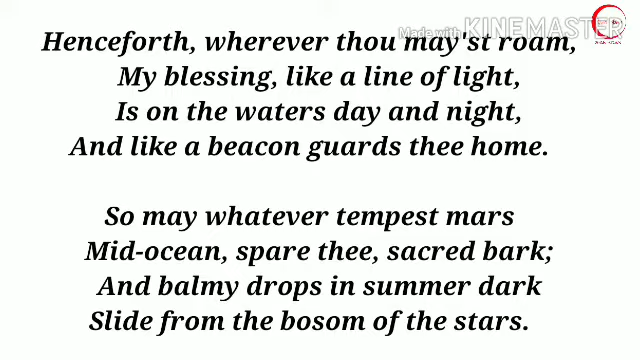 Made with KINEMASTER
Henceforth, wherever thou may'st roam,
My blessing, like a line of light,
Is on the waters day and night,
And like a beacon guards thee home.
So may whatever tempest mars
Mid-ocean, spare thee, sacred bark;
And balmy drops in summer dark
Slide from the bosom of the stars.